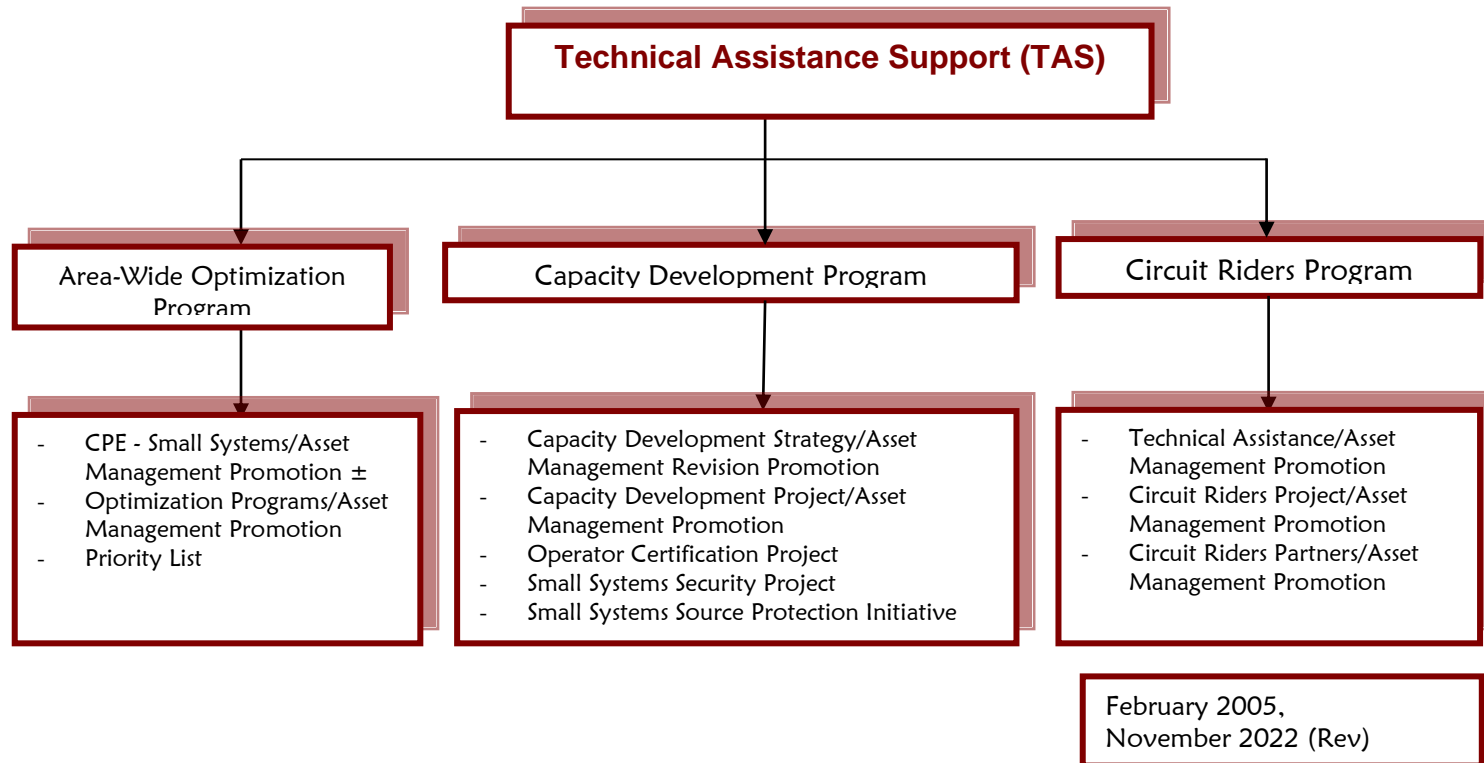 Technical Assistance Support (TAS)
Area-Wide Optimization
Program
Capacity Development Program
Circuit Riders Program
- CPE - Small Systems/Asset
Management Promotion ±
- Optimization Programs/Asset
Management Promotion
- Priority List
- Capacity Development Strategy/Asset
Management Revision Promotion
- Capacity Development Project/Asset
Management Promotion
- Operator Certification Project
- Small Systems Security Project
- Small Systems Source Protection Initiative
- Technical Assistance/Asset
Management Promotion
- Circuit Riders Project/Asset
Management Promotion
- Circuit Riders Partners/Asset
Management Promotion
February 2005,
November 2022 (Rev)